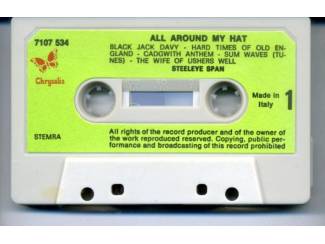 7107 534
ALL AROUND MY HAT
BLACK JACK DAVY - HARD TIMES OF OLD EN-
GLAND - CADGWITH ANTHEM - SUM WAVES (TU-
NES) - THE WIFE OF USHERS WELL
STEELEYE SPAN
Chrysalis
Made in
Italy
1
STEMRA
All rights of the record producer and of the owner of
the work reproduced reserved. Copying, public per-
formance and broadcasting of this record prohibited